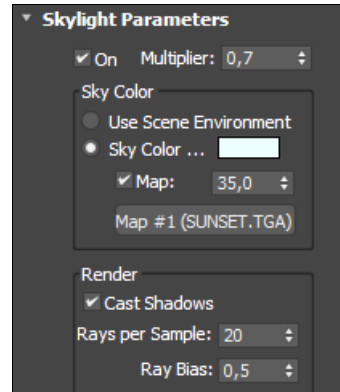 Skylight Parameters
On Multiplier: 0,7
Sky Color
Use Scene Environment
Sky Color ...
Map: 35,0
Map #1 (SUNSET.TGA)
Render
Cast Shadows
Rays per Sample: 20
Ray Bias: 0,5